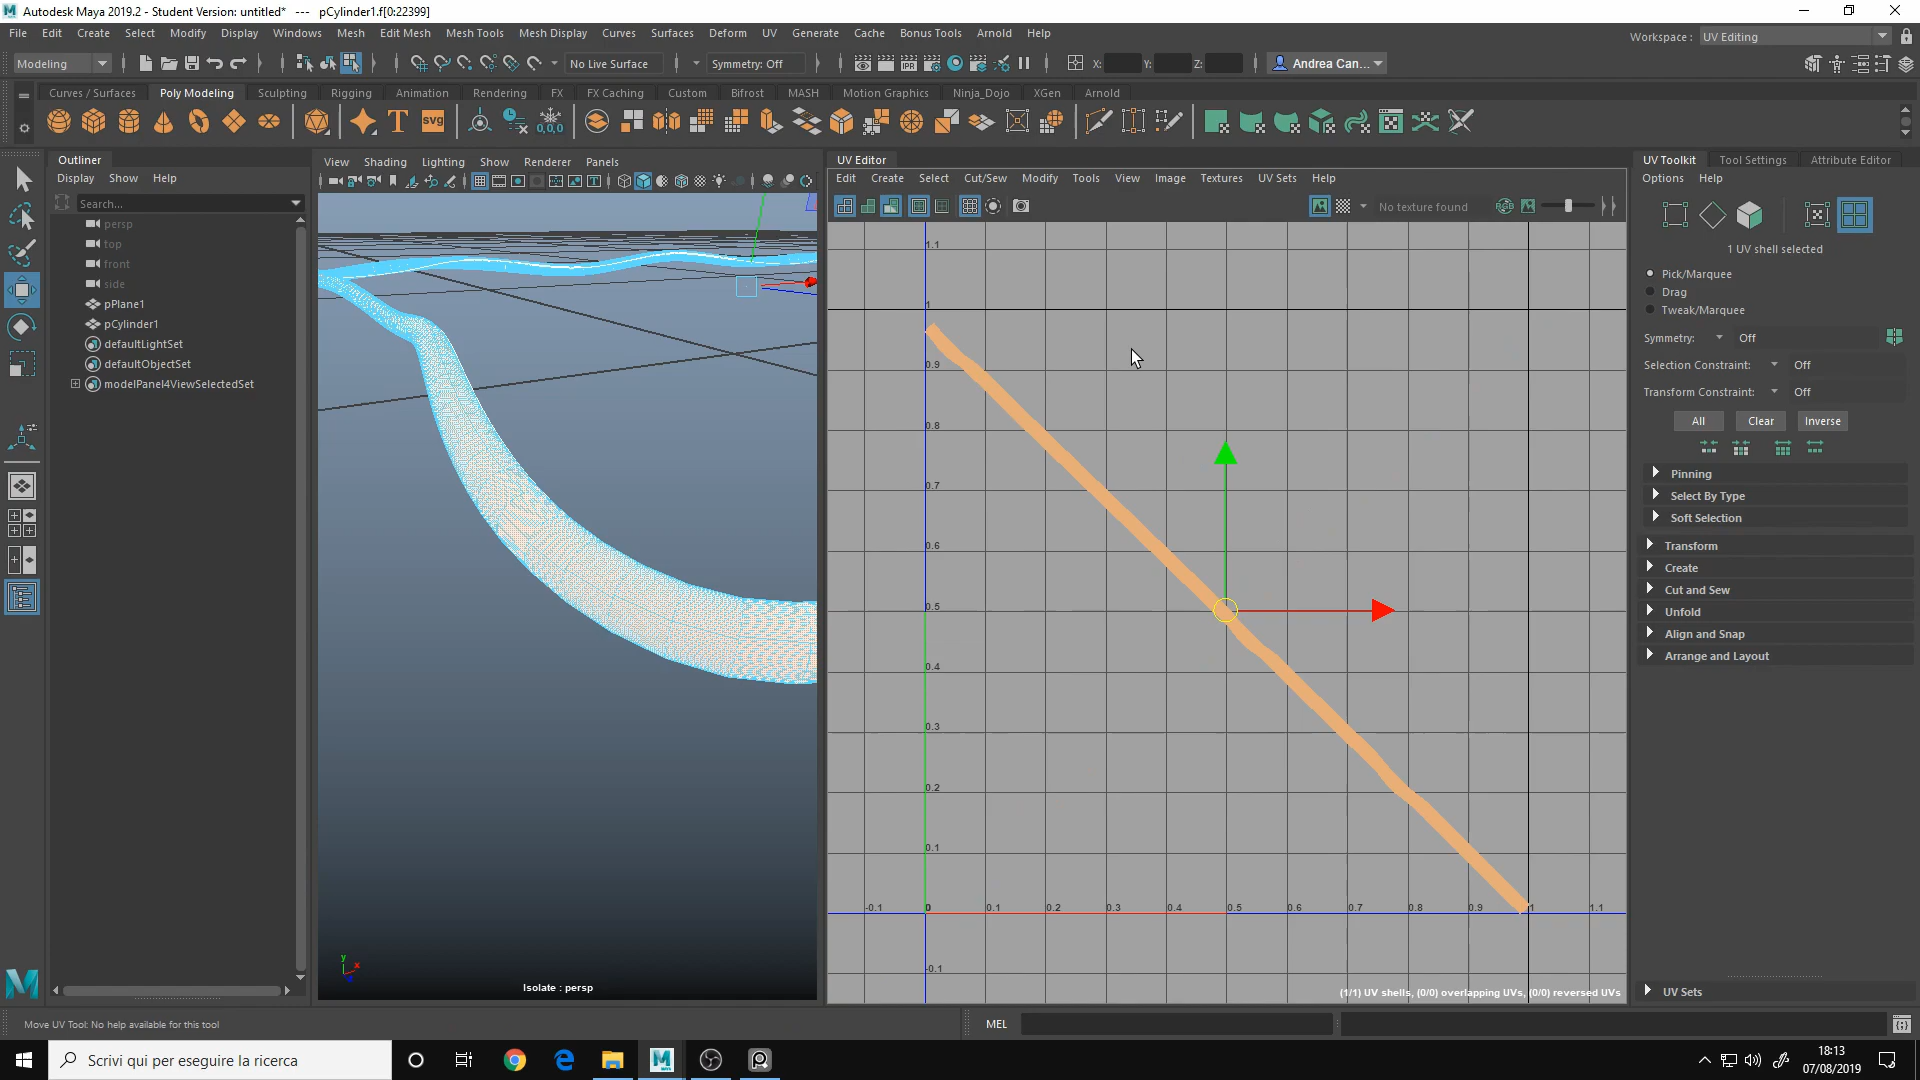 Autodesk Maya 2019.2 - Student Version: untitled*   ---   pCylinder1.f[0:22399]
File Edit Create Select Modify Display Windows Mesh Edit Mesh Mesh Tools Mesh Display Curves Surfaces Deform UV Generate Cache Bonus Tools Arnold Help
Workspace : UV Editing
Modeling No Live Surface Symmetry: Off X: Y: Z: Andrea Can...
Curves / Surfaces Poly Modeling Sculpting Rigging Animation Rendering FX FX Caching Custom Bifrost MASH Motion Graphics Ninja_Dojo XGen Arnold
Outliner
Display Show Help
Search...
persp
top
front
side
pPlane1
pCylinder1
defaultLightSet
defaultObjectSet
modelPanel4ViewSelectedSet
View Shading Lighting Show Renderer Panels
y
x
Isolate : persp
UV Editor
Edit Create Select Cut/Sew Modify Tools View Image Textures UV Sets Help
No texture found
1.1
1
0.9
0.8
0.7
0.6
0.5
0.4
0.3
0.2
0.1
-0.1 0 0.1 0.2 0.3 0.4 0.5 0.6 0.7 0.8 0.9 1 1.1
-0.1
(1/1) UV shells, (0/0) overlapping UVs, (0/0) reversed UVs
UV Toolkit Tool Settings Attribute Editor
Options Help
1 UV shell selected
Pick/Marquee
Drag
Tweak/Marquee
Symmetry: Off
Selection Constraint: Off
Transform Constraint: Off
All Clear Inverse
Pinning
Select By Type
Soft Selection
Transform
Create
Cut and Sew
Unfold
Align and Snap
Arrange and Layout
UV Sets
Move UV Tool: No help available for this tool
MEL
Scrivi qui per eseguire la ricerca
18:13
07/08/2019